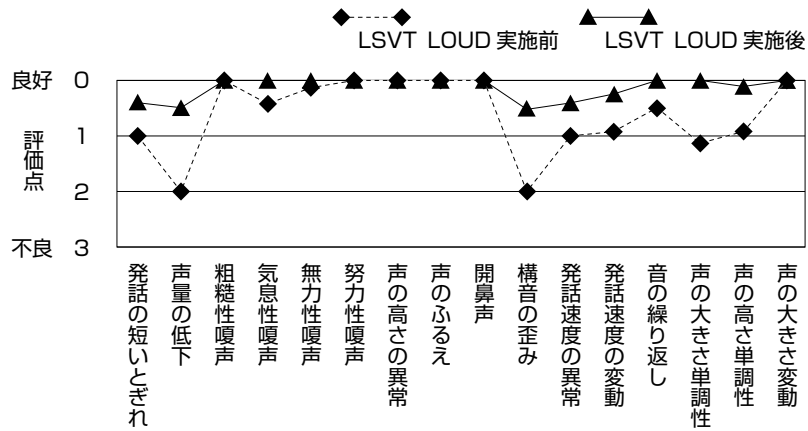 LSVT LOUD 実施前
LSVT LOUD 実施後
良好 0
評価点
1
2
不良 3
発話の短いとぎれ
声量の低下
粗糙性嗄声
気息性嗄声
無力性嗄声
努力性嗄声
声の高さの異常
声のふるえ
開鼻声
構音の歪み
発話速度の異常
発話速度の変動
音の繰り返し
声の大きさ単調性
声の高さ単調性
声の大きさ変動